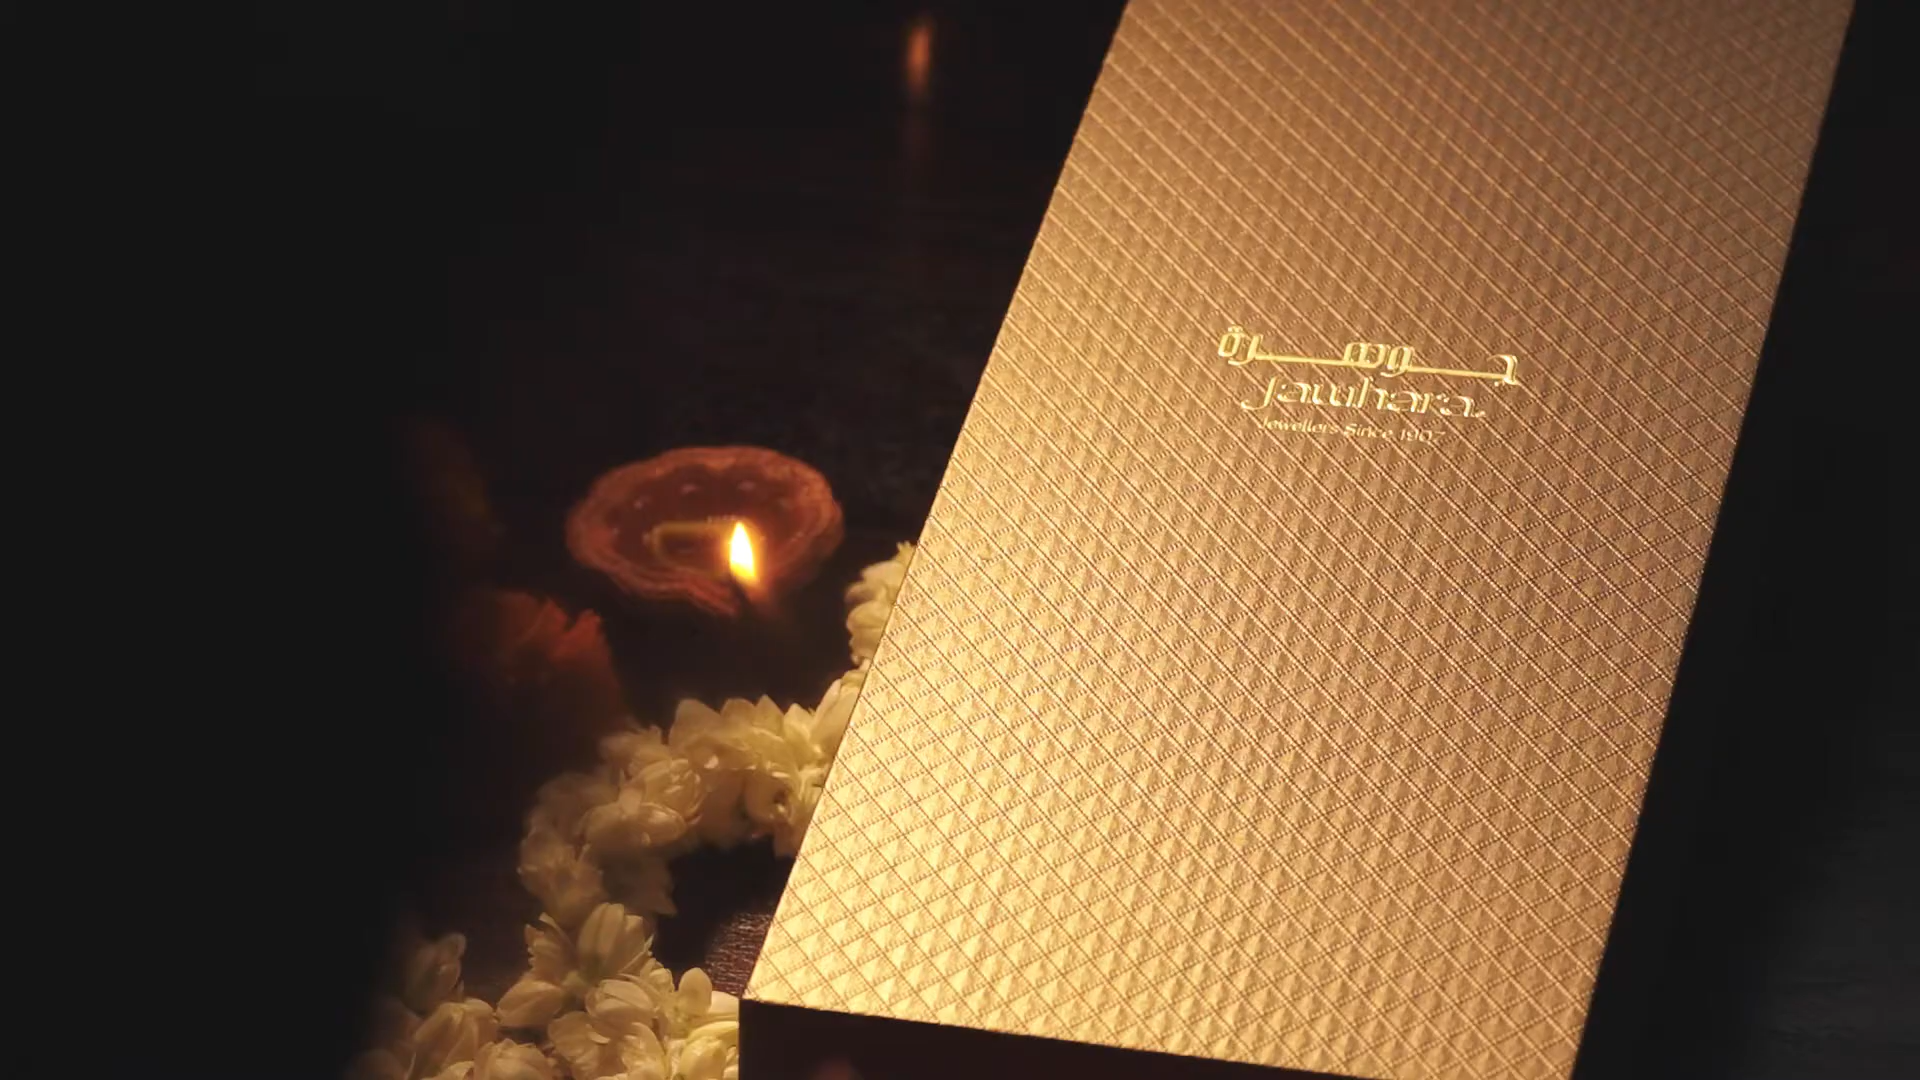 جوهرة
Jawhara
Jewellers Since 1907